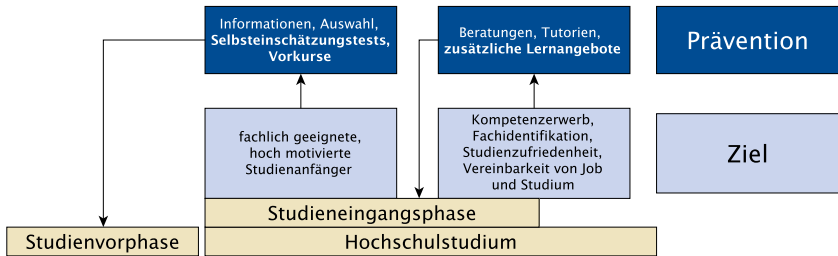 Informationen, Auswahl,
Selbsteinschätzungstests,
Vorkurse
Beratungen, Tutorien,
zusätzliche Lernangebote
Prävention
fachlich geeignete,
hoch motivierte
Studienanfänger
Kompetenzerwerb,
Fachidentifikation,
Studienzufriedenheit,
Vereinbarkeit von Job
und Studium
Ziel
Studieneingangsphase
Studienvorphase
Hochschulstudium